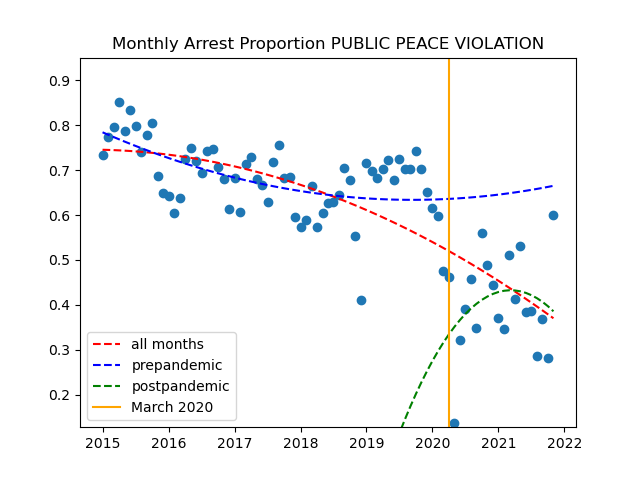 Monthly Arrest Proportion PUBLIC PEACE VIOLATION
0.9
0.8
0.7
0.6
0.5
0.4
0.3
0.2
all months
prepandemic
postpandemic
March 2020
2015 2016 2017 2018 2019 2020 2021 2022